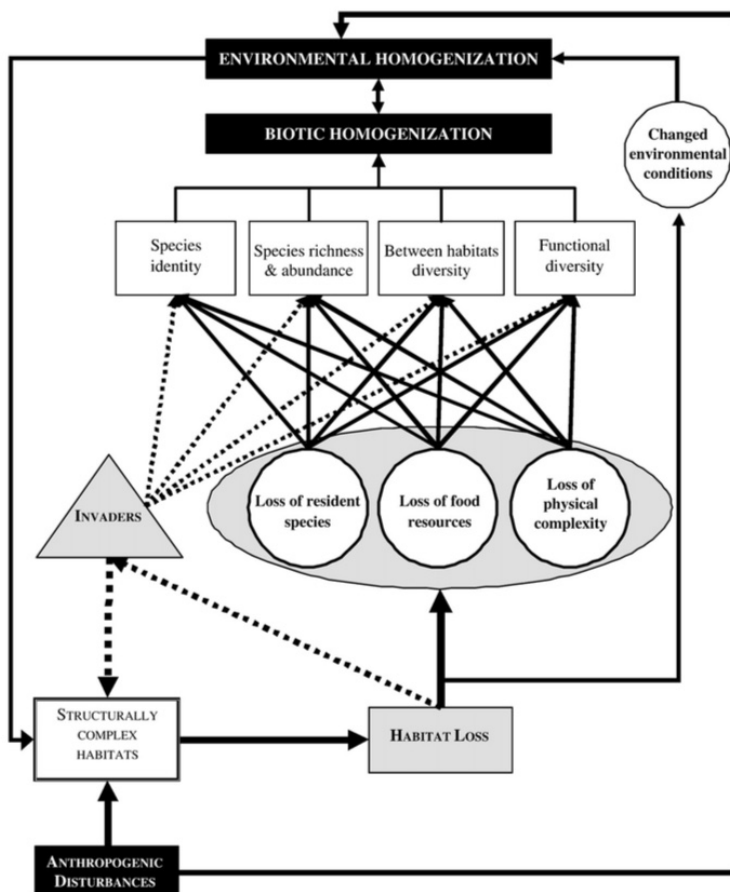 ENVIRONMENTAL HOMOGENIZATION
BIOTIC HOMOGENIZATION
Changed
environmental
conditions
Species
identity
Species richness
& abundance
Between habitats
diversity
Functional
diversity
Loss of resident
species
Loss of food
resources
Loss of
physical
complexity
INVADERS
STRUCTURALLY
COMPLEX
HABITATS
HABITAT LOSS
ANTHROPOGENIC
DISTURBANCES